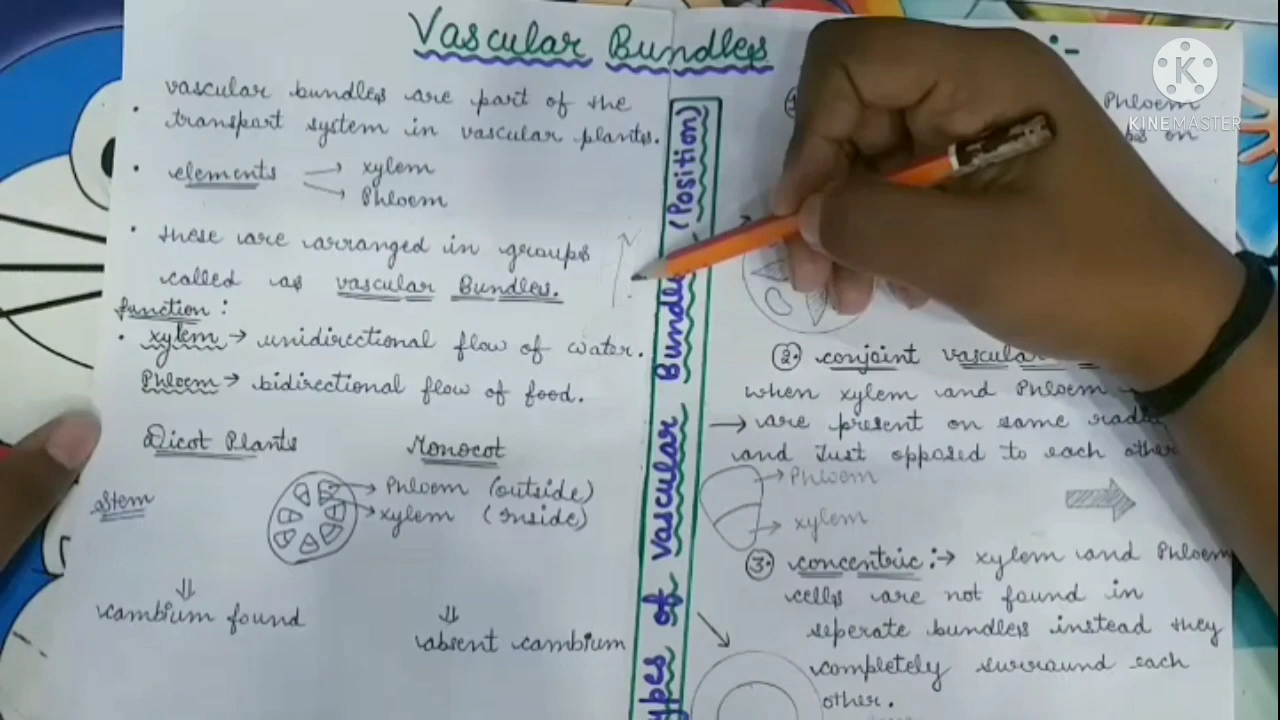 Vascular Bundles
vascular bundles are part of the
transport system in vascular plants.
elements → xylem
→ Phloem
these are arranged in groups
called as vascular Bundles.
function:
xylem → unidirectional flow of water.
Phloem → bidirectional flow of food.
Dicot Plants
Monocot
stem
→ Phloem (outside)
→ xylem (inside)
⇓
cambium found
⇓
absent cambium
Types of Vascular Bundles (Position)
:-
Phloem
on
② conjoint vascular
when xylem and Phloem
→ are present on same
and Just opposed to each other
→ Phloem
→ xylem
③ concentric :→ xylem and Phloem
cells are not found in
seperate bundles instead they
completely surround each
other.
K
KINEMASTER